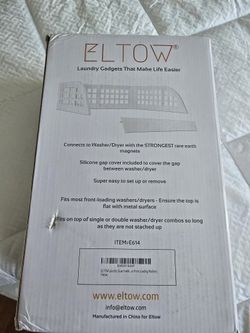 ELTOW®
Laundry Gadgets That Make Life Easier
Connects to Washer/Dryer with the STRONGEST rare earth
magnets
Silicone gap cover included to cover the gap
between washer/dryer
Super easy to set up or remove
Fits most front-loading washers/dryers - Ensure the top is
flat with metal surface
Fits on top of single or double washer/dryer combos so long
as they are not stacked up
ITEM:E614
www.eltow.com
info@eltow.com
Manufactured in China for Eltow